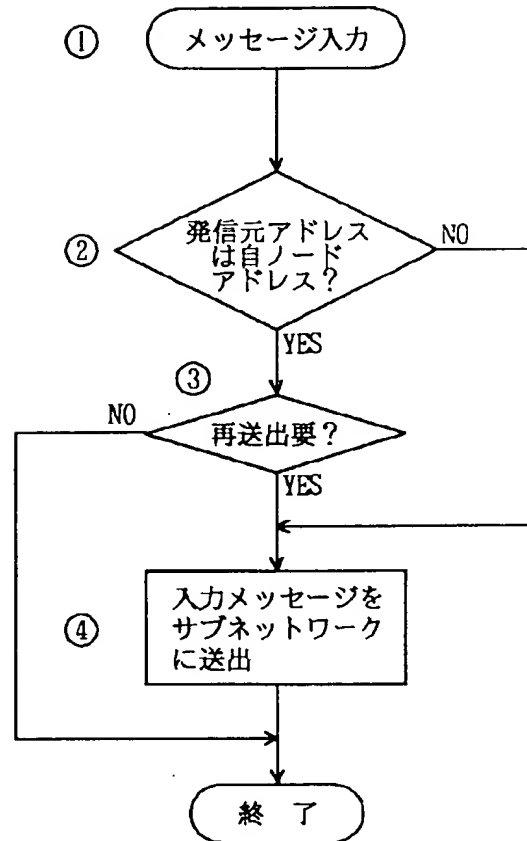 ① メッセージ入力
② 発信元アドレス
は自ノード
アドレス?
NO
YES
③
NO
再送出要?
YES
④ 入力メッセージを
サブネットワーク
に送出
終 了